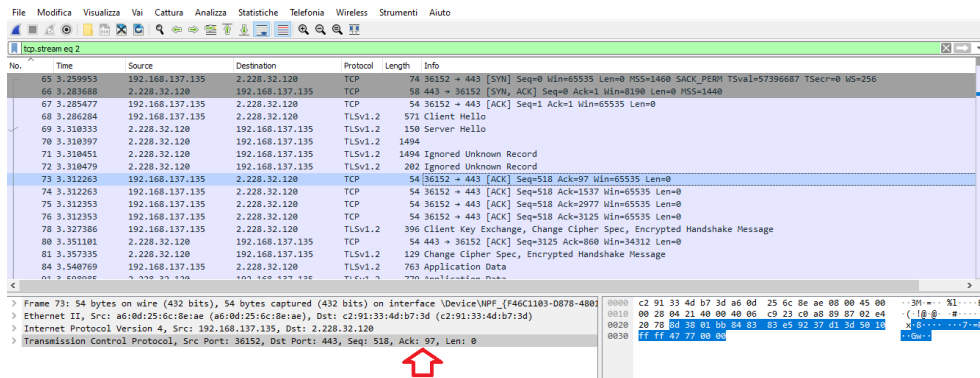 File Modifica Visualizza Vai Cattura Analizza Statistiche Telefonia Wireless Strumenti Aiuto
tcp.stream eq 2
No. Time Source Destination Protocol Length Info
65 3.259953 192.168.137.135 2.228.32.120 TCP 74 36152 → 443 [SYN] Seq=0 Win=65535 Len=0 MSS=1460 SACK_PERM TSval=57396687 TSecr=0 WS=256
66 3.283688 2.228.32.120 192.168.137.135 TCP 58 443 → 36152 [SYN, ACK] Seq=0 Ack=1 Win=8190 Len=0 MSS=1440
67 3.285477 192.168.137.135 2.228.32.120 TCP 54 36152 → 443 [ACK] Seq=1 Ack=1 Win=65535 Len=0
68 3.286284 192.168.137.135 2.228.32.120 TLSv1.2 571 Client Hello
69 3.310333 2.228.32.120 192.168.137.135 TLSv1.2 150 Server Hello
70 3.310397 2.228.32.120 192.168.137.135 TLSv1.2 1494
71 3.310451 2.228.32.120 192.168.137.135 TLSv1.2 1494 Ignored Unknown Record
72 3.310479 2.228.32.120 192.168.137.135 TLSv1.2 202 Ignored Unknown Record
73 3.312263 192.168.137.135 2.228.32.120 TCP 54 36152 → 443 [ACK] Seq=518 Ack=97 Win=65535 Len=0
74 3.312263 192.168.137.135 2.228.32.120 TCP 54 36152 → 443 [ACK] Seq=518 Ack=1537 Win=65535 Len=0
75 3.312353 192.168.137.135 2.228.32.120 TCP 54 36152 → 443 [ACK] Seq=518 Ack=2977 Win=65535 Len=0
76 3.312353 192.168.137.135 2.228.32.120 TCP 54 36152 → 443 [ACK] Seq=518 Ack=3125 Win=65535 Len=0
78 3.327386 192.168.137.135 2.228.32.120 TLSv1.2 396 Client Key Exchange, Change Cipher Spec, Encrypted Handshake Message
80 3.351101 2.228.32.120 192.168.137.135 TCP 54 443 → 36152 [ACK] Seq=3125 Ack=860 Win=34312 Len=0
81 3.357335 2.228.32.120 192.168.137.135 TLSv1.2 129 Change Cipher Spec, Encrypted Handshake Message
84 3.540769 192.168.137.135 2.228.32.120 TLSv1.2 763 Application Data
Frame 73: 54 bytes on wire (432 bits), 54 bytes captured (432 bits) on interface \Device\NPF_{F46C1103-D878-4801
Ethernet II, Src: a6:0d:25:6c:8e:ae (a6:0d:25:6c:8e:ae), Dst: c2:91:33:4d:b7:3d (c2:91:33:4d:b7:3d)
Internet Protocol Version 4, Src: 192.168.137.135, Dst: 2.228.32.120
Transmission Control Protocol, Src Port: 36152, Dst Port: 443, Seq: 518, Ack: 97, Len: 0
0000 c2 91 33 4d b7 3d a6 0d 25 6c 8e ae 08 00 45 00 ··3M·=·· %l····E
0010 00 28 04 21 40 00 40 06 c9 23 c0 a8 89 87 02 e4 ·(·!@·@· ·#····
0020 20 78 8d 38 01 bb 84 83 83 e5 92 37 d1 3d 50 10 x·8···· ···7·=P
0030 ff ff 47 77 00 00 ··Gw··